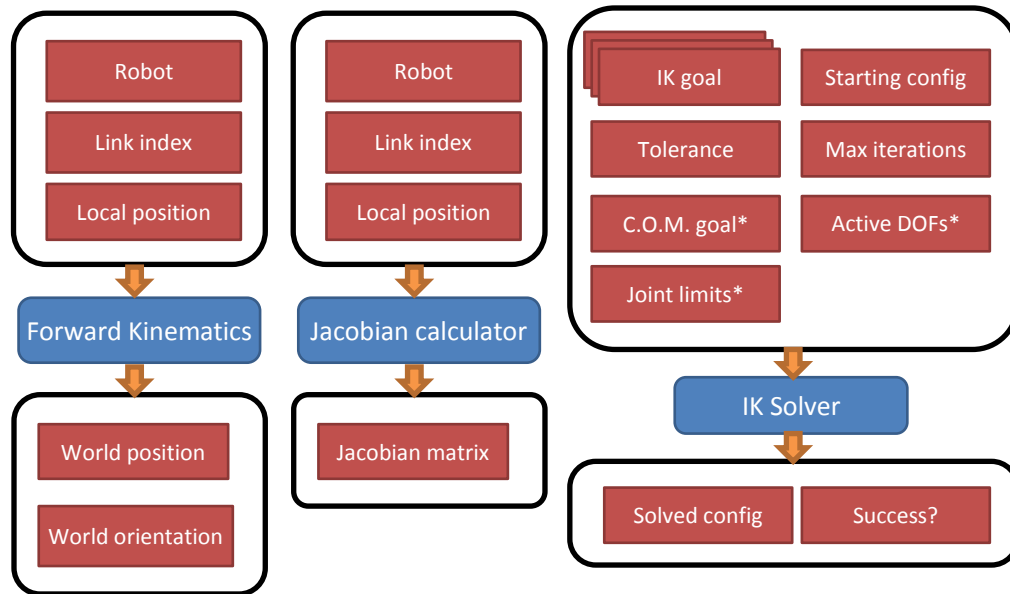 Robot
Link index
Local position
Forward Kinematics
World position
World orientation
Robot
Link index
Local position
Jacobian calculator
Jacobian matrix
IK goal
Starting config
Tolerance
Max iterations
C.O.M. goal*
Active DOFs*
Joint limits*
IK Solver
Solved config
Success?